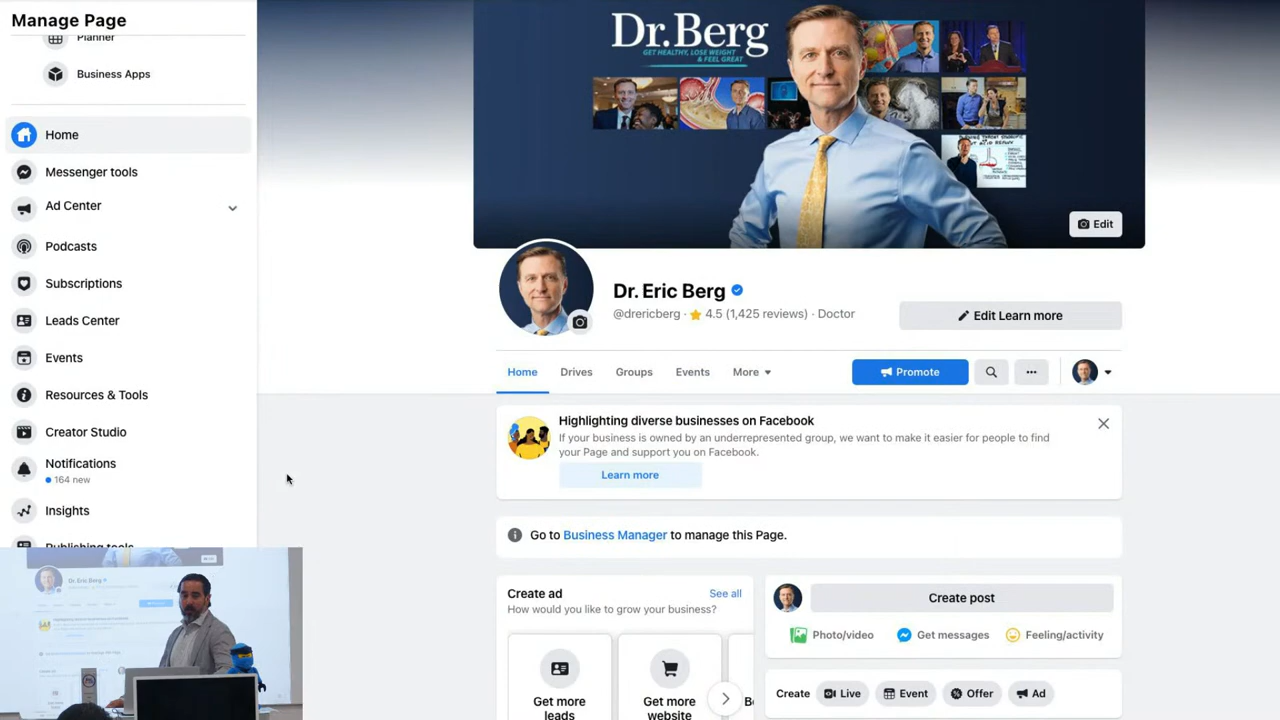 Manage Page
Planner
Business Apps
Home
Messenger tools
Ad Center
Podcasts
Subscriptions
Leads Center
Events
Resources & Tools
Creator Studio
Notifications
164 new
Insights
Publishing tools
Dr. Berg
GET HEALTHY, LOSE WEIGHT
& FEEL GREAT
Edit
Dr. Eric Berg
@drericberg · 4.5 (1,425 reviews) · Doctor
Edit Learn more
Home Drives Groups Events More
Promote
Highlighting diverse businesses on Facebook
If your business is owned by an underrepresented group, we want to make it easier for people to find
your Page and support you on Facebook.
Learn more
Go to Business Manager to manage this Page.
Create ad See all
How would you like to grow your business?
Get more
leads
Get more
website
Create post
Photo/video Get messages Feeling/activity
Create Live Event Offer Ad
Dr. Eric Berg